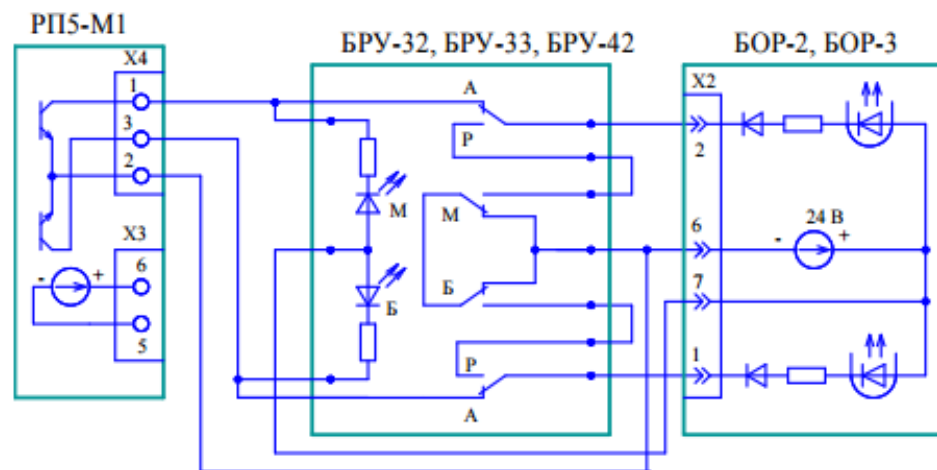 РП5-М1
БРУ-32, БРУ-33, БРУ-42
БОР-2, БОР-3
X4
1
3
2
X3
6
5
- +
А
Р
М
Б
М
Б
Р
А
X2
2
6
7
1
24 В
- +